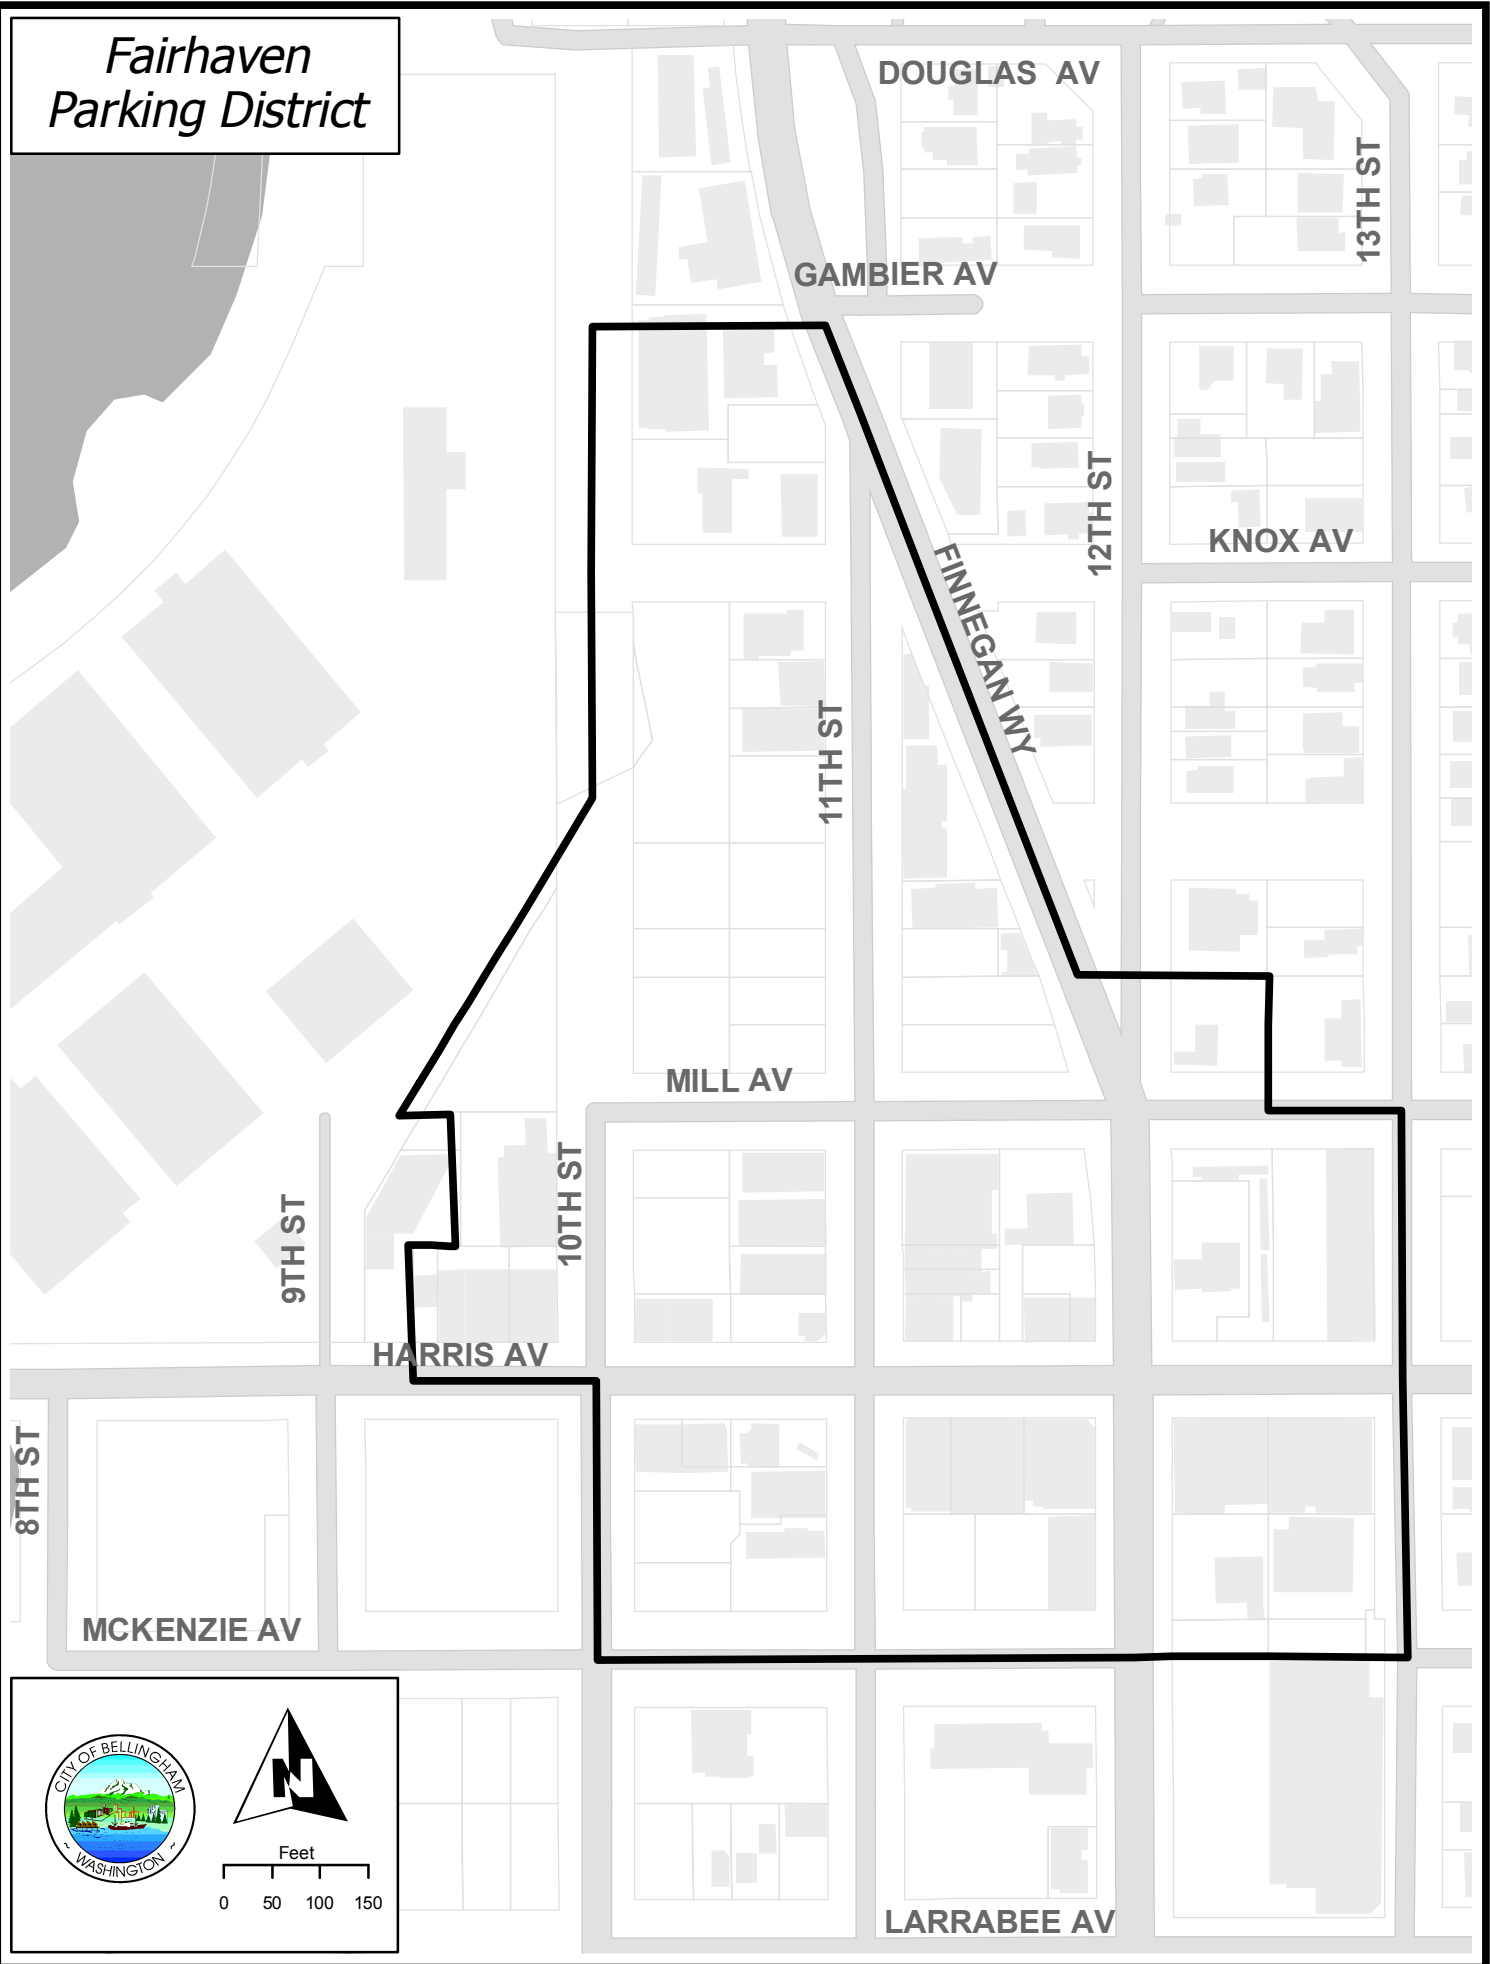 Fairhaven
Parking District
DOUGLAS AV
13TH ST
GAMBIER AV
12TH ST
KNOX AV
FINNEGAN WY
11TH ST
MILL AV
10TH ST
9TH ST
HARRIS AV
8TH ST
MCKENZIE AV
CITY OF BELLINGHAM
~ WASHINGTON ~
N
Feet
0 50 100 150
LARRABEE AV